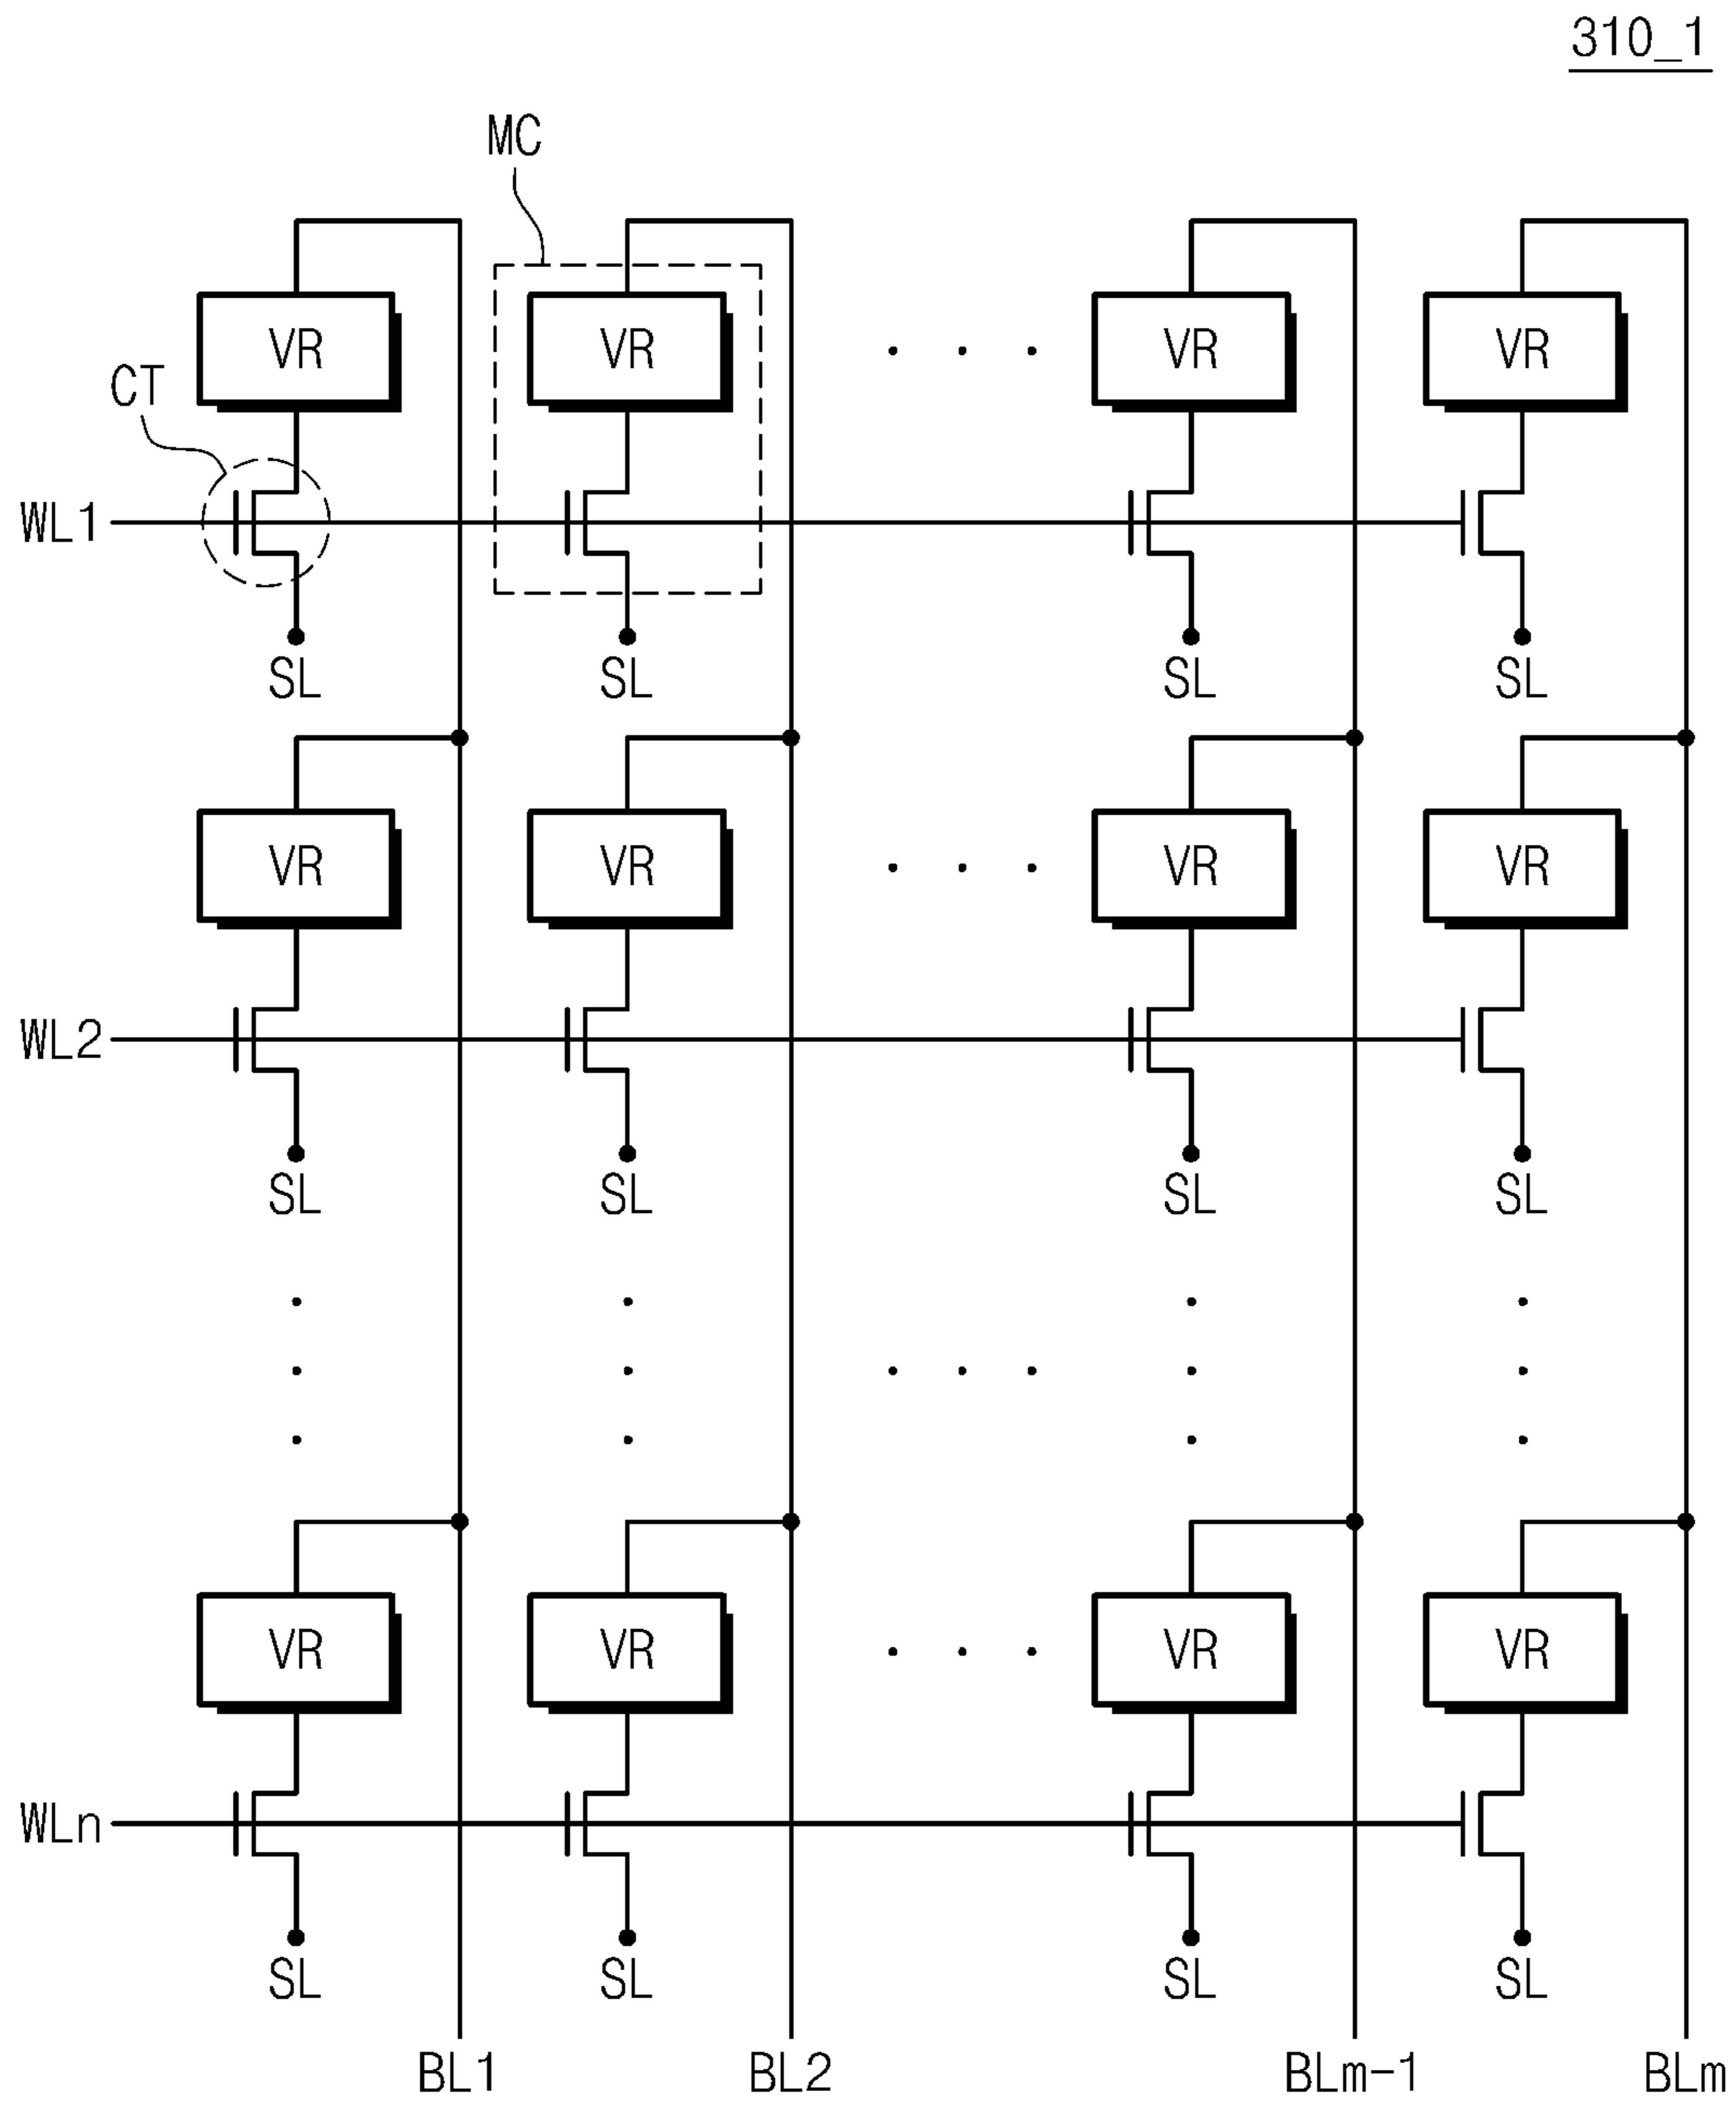 310_1
MC
VR VR VR VR
CT
WL1
SL SL SL SL
VR VR VR VR
WL2
SL SL SL SL
VR VR VR VR
WLn
SL SL SL SL
BL1 BL2 BLm-1 BLm